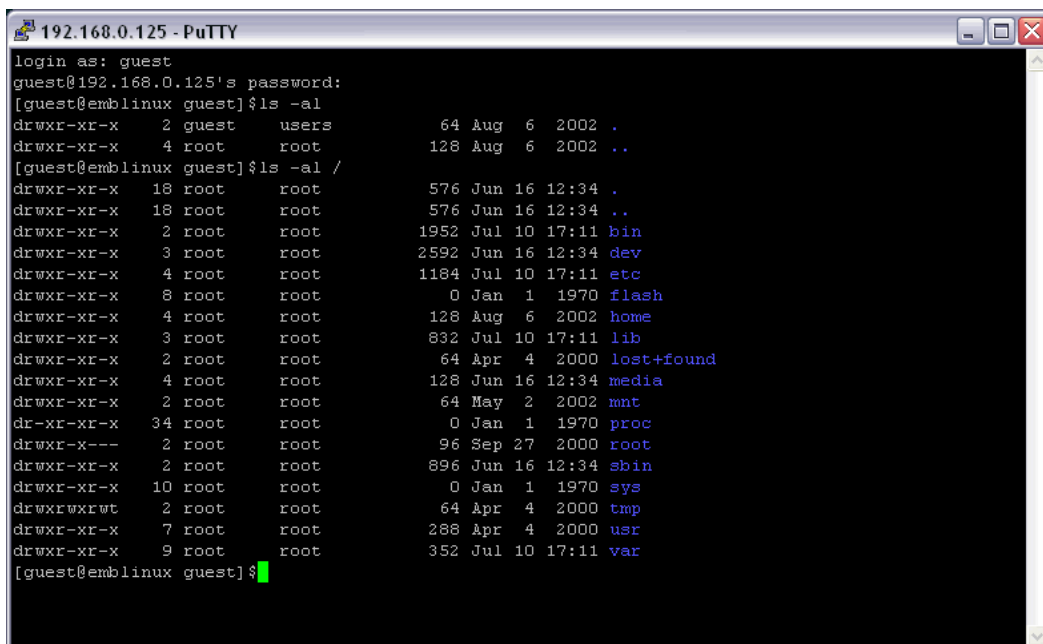 192.168.0.125 - PuTTY
login as: guest
guest@192.168.0.125's password:
[guest@emblinux guest]$ls -al
drwxr-xr-x    2 guest    users          64 Aug  6  2002 .
drwxr-xr-x    4 root     root          128 Aug  6  2002 ..
[guest@emblinux guest]$ls -al /
drwxr-xr-x   18 root     root          576 Jun 16 12:34 .
drwxr-xr-x   18 root     root          576 Jun 16 12:34 ..
drwxr-xr-x    2 root     root         1952 Jul 10 17:11 bin
drwxr-xr-x    3 root     root         2592 Jun 16 12:34 dev
drwxr-xr-x    4 root     root         1184 Jul 10 17:11 etc
drwxr-xr-x    8 root     root            0 Jan  1  1970 flash
drwxr-xr-x    4 root     root          128 Aug  6  2002 home
drwxr-xr-x    3 root     root          832 Jul 10 17:11 lib
drwxr-xr-x    2 root     root           64 Apr  4  2000 lost+found
drwxr-xr-x    4 root     root          128 Jun 16 12:34 media
drwxr-xr-x    2 root     root           64 May  2  2002 mnt
dr-xr-xr-x   34 root     root            0 Jan  1  1970 proc
drwxr-x---    2 root     root           96 Sep 27  2000 root
drwxr-xr-x    2 root     root          896 Jun 16 12:34 sbin
drwxr-xr-x   10 root     root            0 Jan  1  1970 sys
drwxrwxrwt    2 root     root           64 Apr  4  2000 tmp
drwxr-xr-x    7 root     root          288 Apr  4  2000 usr
drwxr-xr-x    9 root     root          352 Jul 10 17:11 var
[guest@emblinux guest]$